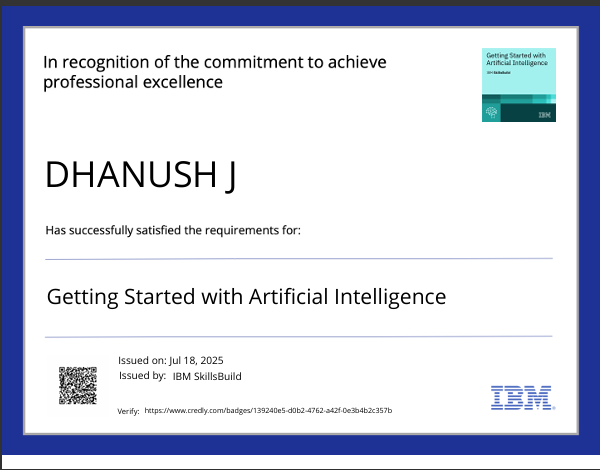 In recognition of the commitment to achieve
professional excellence
Getting Started with
Artificial Intelligence
IBM SkillsBuild
IBM
DHANUSH J
Has successfully satisfied the requirements for:
Getting Started with Artificial Intelligence
Issued on: Jul 18, 2025
Issued by: IBM SkillsBuild
Verify: https://www.credly.com/badges/139240e5-d0b2-4762-a42f-0e3b4b2c357b
IBM